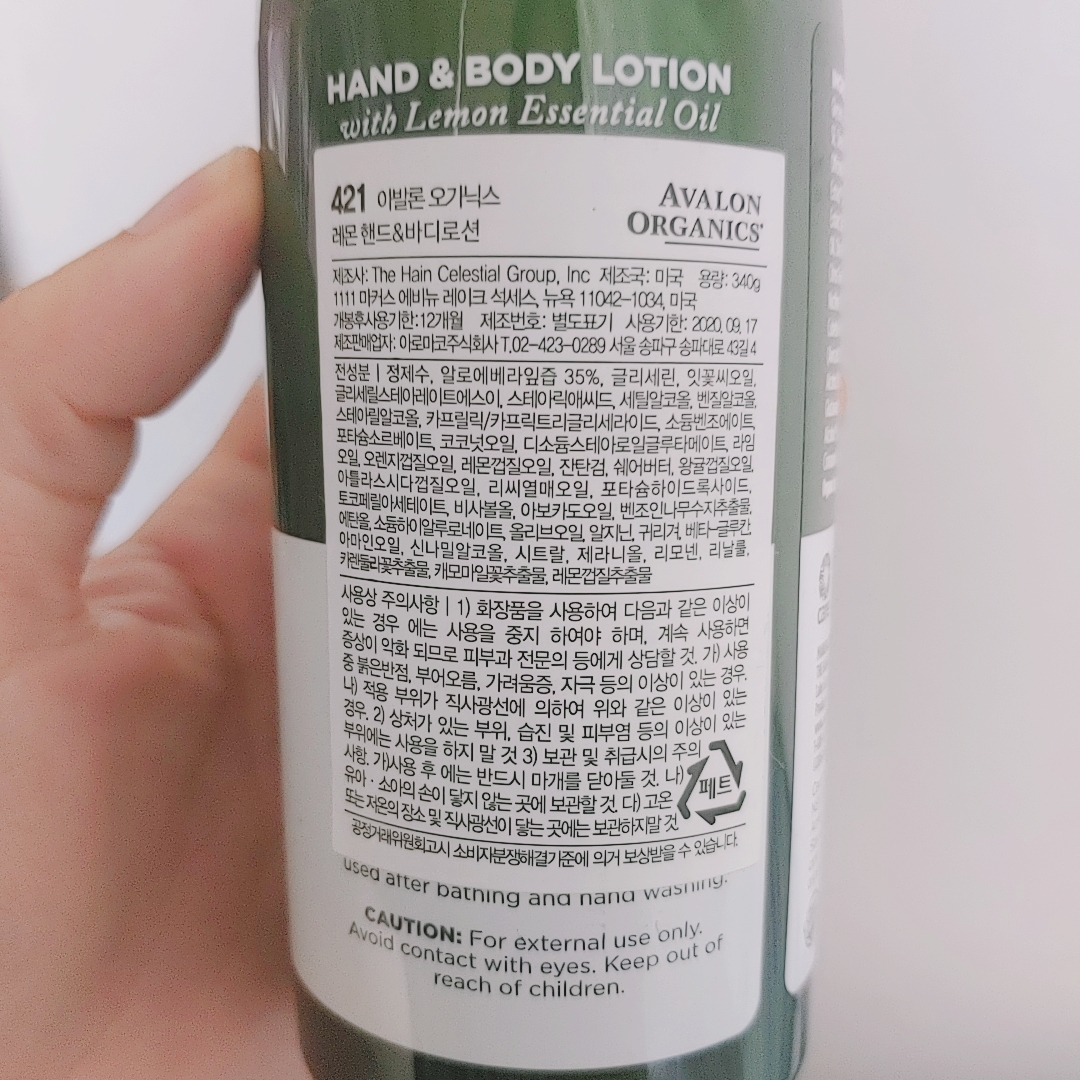 HAND & BODY LOTION
with Lemon Essential Oil
421 이발론 오기닉스
레몬 핸드&바디로션
AVALON
ORGANICS
제조사: The Hain Celestial Group, Inc 제조국: 미국 용량: 340g
1111 마커스 에비뉴 레이크 석세스, 뉴욕 11042-1034, 미국
개봉후사용기한:12개월 제조번호: 별도표기 사용기한: 2020. 09. 17
제조판매업자: 아로마코주식회사 T.02-423-0289 서울 송파구 송파대로 43길 4
전성분 | 정제수, 알로에베라잎즙 35%, 글리세린, 잇꽃씨오일,
글리세릴스테아레이트에스이, 스테아릭애씨드, 세틸알코올, 벤질알코올,
스테아릴알코올, 카프릴릭/카프릭트리글리세라이드, 소듐벤조에이트,
포타슘소르베이트, 코코넛오일, 디소듐스테아로일글루타메이트, 라임
오일, 오렌지껍질오일, 레몬껍질오일, 잔탄검, 쉐어버터, 왕귤껍질오일,
아틀라스시다껍질오일, 리씨열매오일, 포타슘하이드록사이드,
토코페릴아세테이트, 비사볼올, 아보카도오일, 벤조인나무수지추출물,
에탄올, 소듐하이알루로네이트, 올리브오일, 알지닌, 귀리겨, 베타-글루칸,
아마인오일, 신나밀알코올, 시트랄, 제라니올, 리모넨, 리날룰,
카렌듈라꽃추출물, 캐모마일꽃추출물, 레몬껍질추출물
사용상 주의사항 | 1) 화장품을 사용하여 다음과 같은 이상이
있는 경우 에는 사용을 중지 하여야 하며, 계속 사용하면
증상이 악화 되므로 피부과 전문의 등에게 상담할 것. 가) 사용
중 붉은반점, 부어오름, 가려움증, 자극 등의 이상이 있는 경우.
나) 적용 부위가 직사광선에 의하여 위와 같은 이상이 있는
경우. 2) 상처가 있는 부위, 습진 및 피부염 등의 이상이 있는
부위에는 사용을 하지 말 것 3) 보관 및 취급시의 주의
사항. 가)사용 후 에는 반드시 마개를 닫아둘 것. 나)
유아·소아의 손이 닿지 않는 곳에 보관할 것. 다) 고온
또는 저온의 장소 및 직사광선이 닿는 곳에는 보관하지말 것.
페트
공정거래위원회고시 소비자분쟁해결기준에 의거 보상받을 수 있습니다.
used after bathing and hand washing.
CAUTION: For external use only.
Avoid contact with eyes. Keep out of
reach of children.